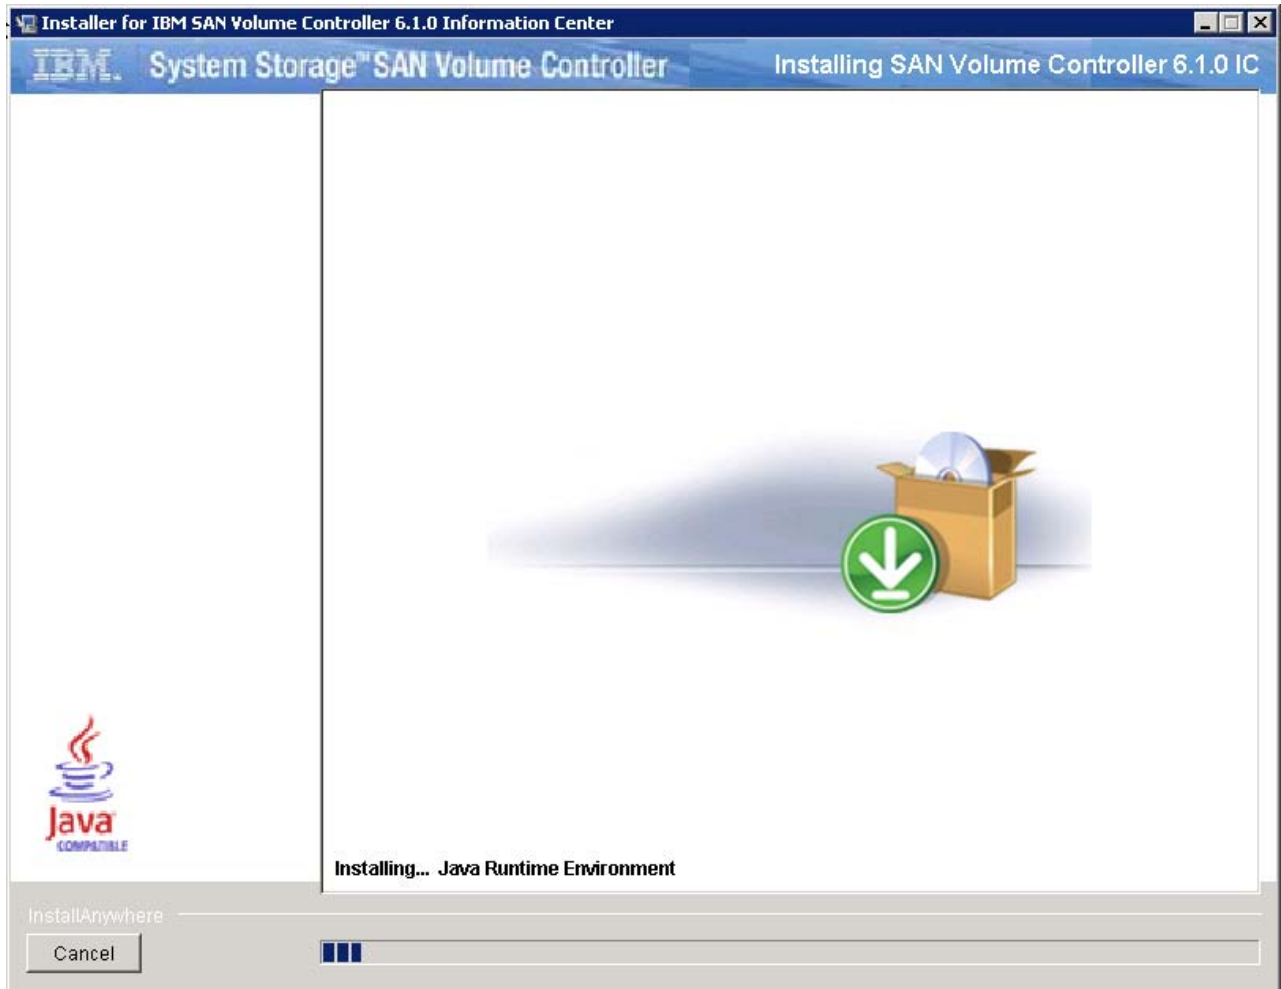 Installer for IBM SAN Volume Controller 6.1.0 Information Center
IBM. System Storage™ SAN Volume Controller
Installing SAN Volume Controller 6.1.0 IC
Java
COMPATIBLE
Installing... Java Runtime Environment
InstallAnywhere
Cancel